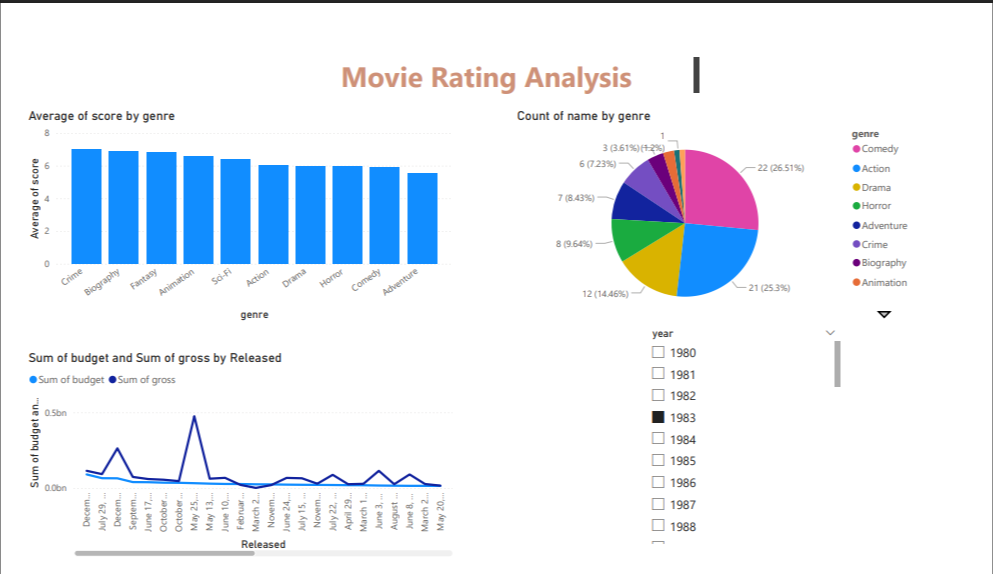 Movie Rating Analysis
Average of score by genre
Average of score
8
6
4
2
0
Crime
Biography
Fantasy
Animation
Sci-Fi
Action
Drama
Horror
Comedy
Adventure
genre
Count of name by genre
1
3 (3.61%)
(1.2%)
6 (7.23%)
7 (8.43%)
8 (9.64%)
12 (14.46%)
22 (26.51%)
21 (25.3%)
genre
Comedy
Action
Drama
Horror
Adventure
Crime
Biography
Animation
Sum of budget and Sum of gross by Released
Sum of budget
Sum of gross
Sum of budget an...
0.5bn
0.0bn
Decem...
July 29, ...
Decem...
Septem...
June 17,...
October...
October...
May 25,...
May 13,...
June 10,...
Februar...
March 2...
Novem...
June 24,...
July 15, ...
Novem...
July 22, ...
April 29...
March 1...
June 3, ...
August ...
June 8, ...
March 2...
May 20...
Released
year
1980
1981
1982
1983
1984
1985
1986
1987
1988